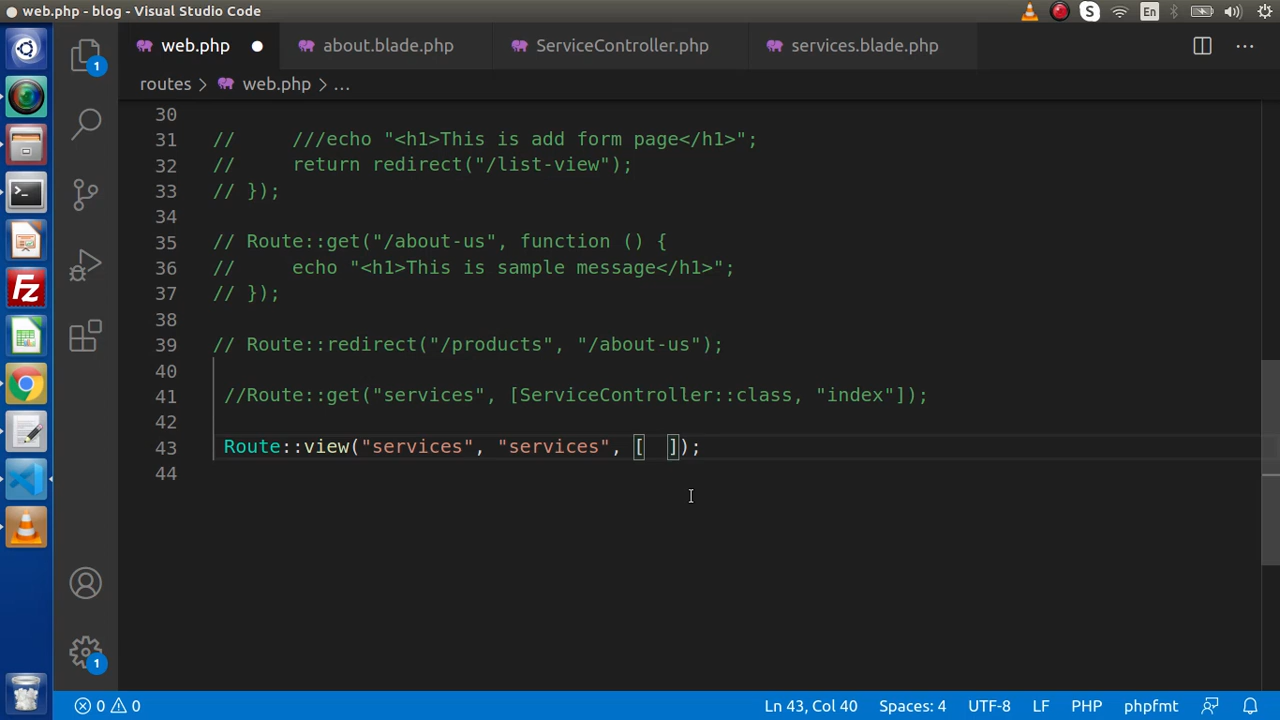 web.php - blog - Visual Studio Code
En
web.php
about.blade.php
ServiceController.php
services.blade.php
routes > web.php > ...
30
31 // ///echo "<h1>This is add form page</h1>";
32 // return redirect("/list-view");
33 // });
34
35 // Route::get("/about-us", function () {
36 // echo "<h1>This is sample message</h1>";
37 // });
38
39 // Route::redirect("/products", "/about-us");
40
41 //Route::get("services", [ServiceController::class, "index"]);
42
43 Route::view("services", "services", [  ]);
44
1
1
Fz
S
0 0
Ln 43, Col 40
Spaces: 4
UTF-8
LF
PHP
phpfmt